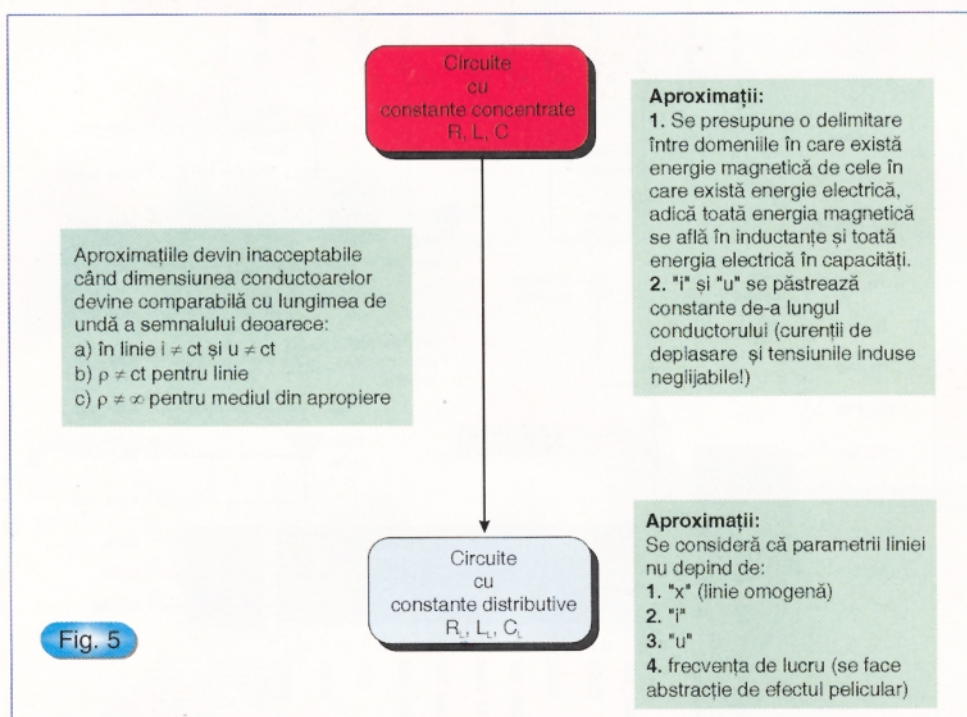 Circuite
cu
constante concentrate
R, L, C
Aproximații:
1. Se presupune o delimitare
între domeniile în care există
energie magnetică de cele în
care există energie electrică,
adică toată energia magnetică
se află în inductanțe și toată
energia electrică în capacități.
2. "i" și "u" se păstrează
constante de-a lungul
conductorului (curenții de
deplasare și tensiunile induse
neglijabile!)
Aproximațiile devin inacceptabile
când dimensiunea conductoarelor
devine comparabilă cu lungimea de
undă a semnalului deoarece:
a) în linie i ≠ ct și u ≠ ct
b) ρ ≠ ct pentru linie
c) ρ ≠ ∞ pentru mediul din apropiere
Circuite
cu
constante distributive
R_L, L_L, C_L
Aproximații:
Se consideră că parametrii liniei
nu depind de:
1. "x" (linie omogenă)
2. "i"
3. "u"
4. frecvența de lucru (se face
abstracție de efectul pelicular)
Fig. 5